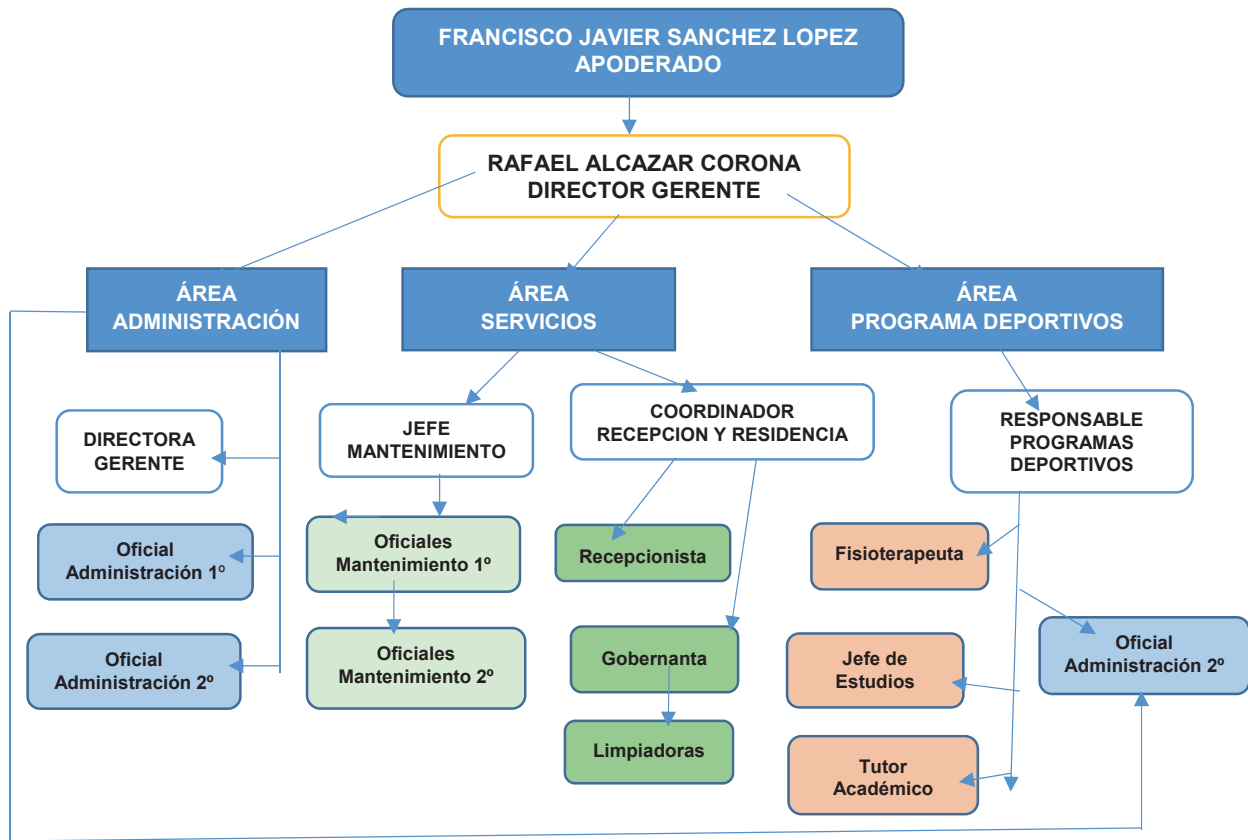 FRANCISCO JAVIER SANCHEZ LOPEZ
APODERADO
RAFAEL ALCAZAR CORONA
DIRECTOR GERENTE
ÁREA
ADMINISTRACIÓN
ÁREA
SERVICIOS
ÁREA
PROGRAMA DEPORTIVOS
DIRECTORA
GERENTE
Oficial
Administración 1º
Oficial
Administración 2º
JEFE
MANTENIMIENTO
Oficiales
Mantenimiento 1º
Oficiales
Mantenimiento 2º
COORDINADOR
RECEPCION Y RESIDENCIA
Recepcionista
Gobernanta
Limpiadoras
RESPONSABLE
PROGRAMAS
DEPORTIVOS
Fisioterapeuta
Jefe de
Estudios
Tutor
Académico
Oficial
Administración 2º